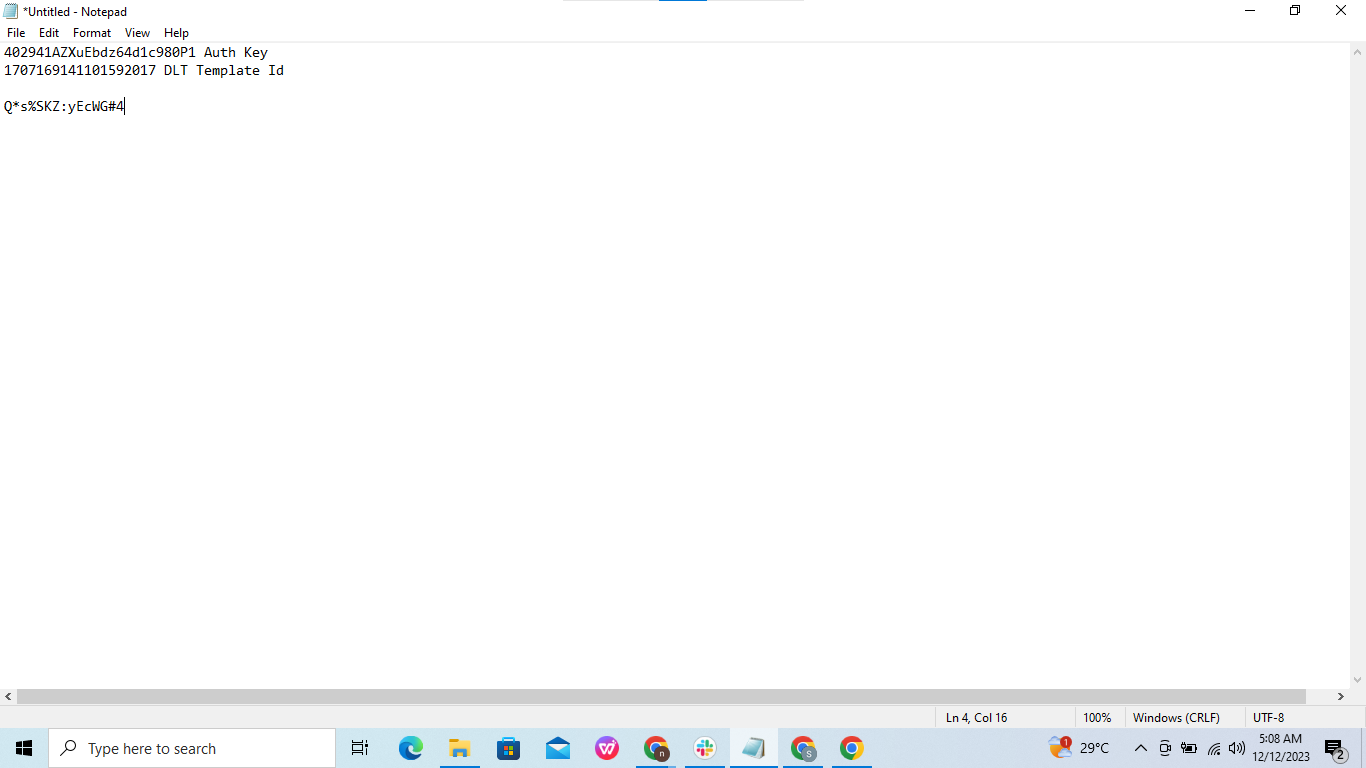 *Untitled - Notepad
File Edit Format View Help
402941AZXuEbdz64d1c980P1 Auth Key
1707169141101592017 DLT Template Id
Q*s%SKZ:yEcWG#4
Ln 4, Col 16 100% Windows (CRLF) UTF-8
Type here to search
n
S
1
29°C
5:08 AM
12/12/2023
2